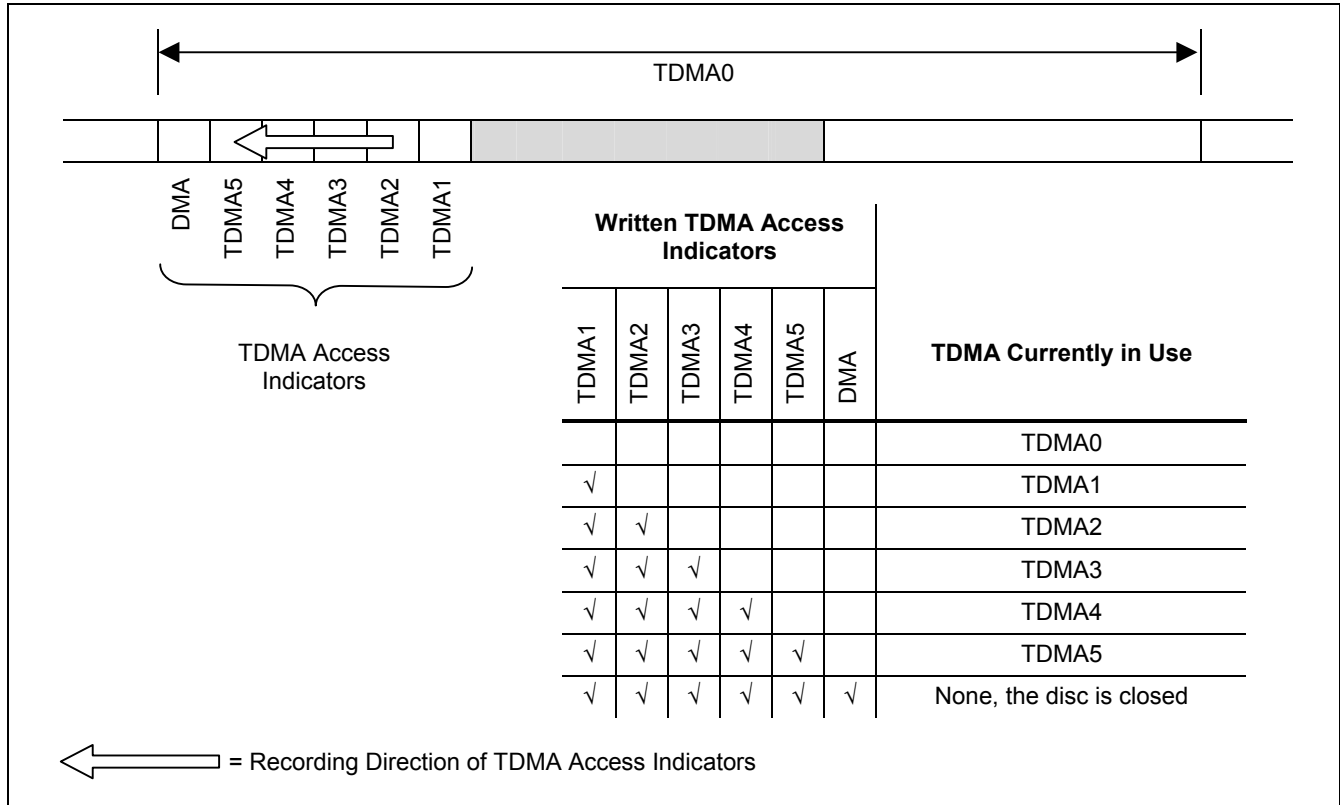 TDMA0
DMA
TDMA5
TDMA4
TDMA3
TDMA2
TDMA1
TDMA Access
Indicators
Written TDMA Access
Indicators
TDMA1
TDMA2
TDMA3
TDMA4
TDMA5
DMA
TDMA Currently in Use
TDMA0
√ TDMA1
√ √ TDMA2
√ √ √ TDMA3
√ √ √ √ TDMA4
√ √ √ √ √ TDMA5
√ √ √ √ √ √ None, the disc is closed
= Recording Direction of TDMA Access Indicators